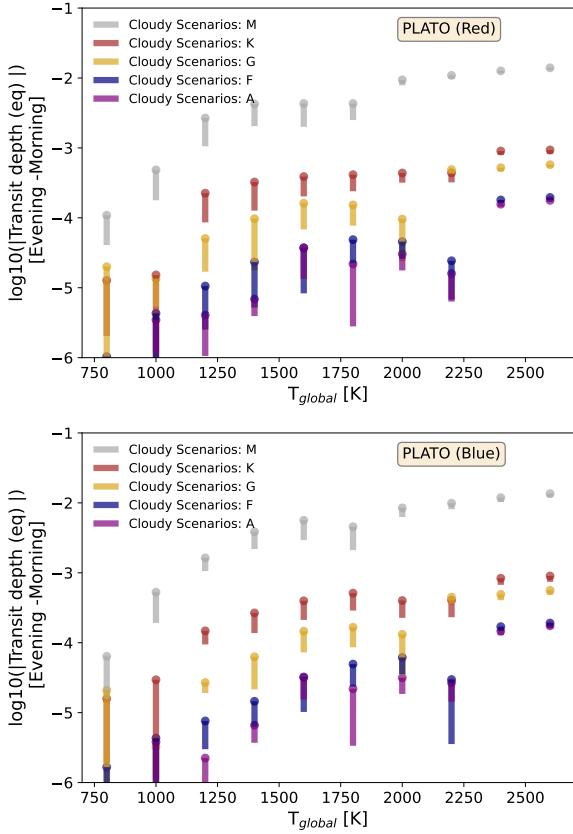 −1
PLATO (Red)
Cloudy Scenarios: M
Cloudy Scenarios: K
Cloudy Scenarios: G
Cloudy Scenarios: F
Cloudy Scenarios: A
−2
−3
−4
−5
−6
log10(|Transit depth (eq) |)
[Evening -Morning]
750 1000 1250 1500 1750 2000 2250 2500
T_global [K]
−1
PLATO (Blue)
Cloudy Scenarios: M
Cloudy Scenarios: K
Cloudy Scenarios: G
Cloudy Scenarios: F
Cloudy Scenarios: A
−2
−3
−4
−5
−6
log10(|Transit depth (eq) |)
[Evening -Morning]
750 1000 1250 1500 1750 2000 2250 2500
T_global [K]